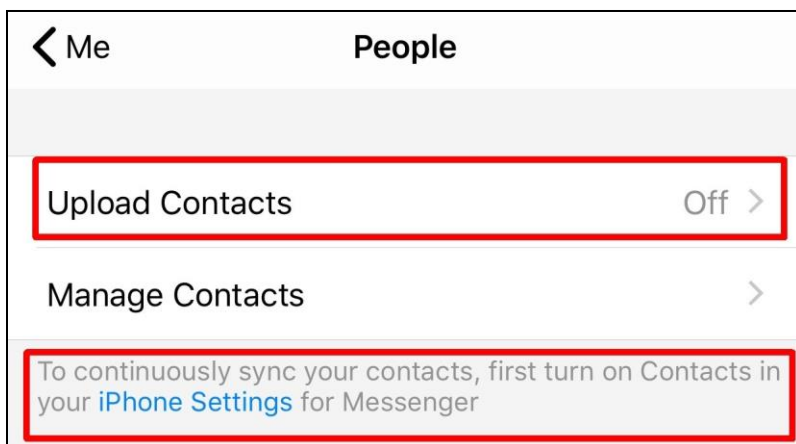 Me
People
Upload Contacts
Off
Manage Contacts
To continuously sync your contacts, first turn on Contacts in
your iPhone Settings for Messenger